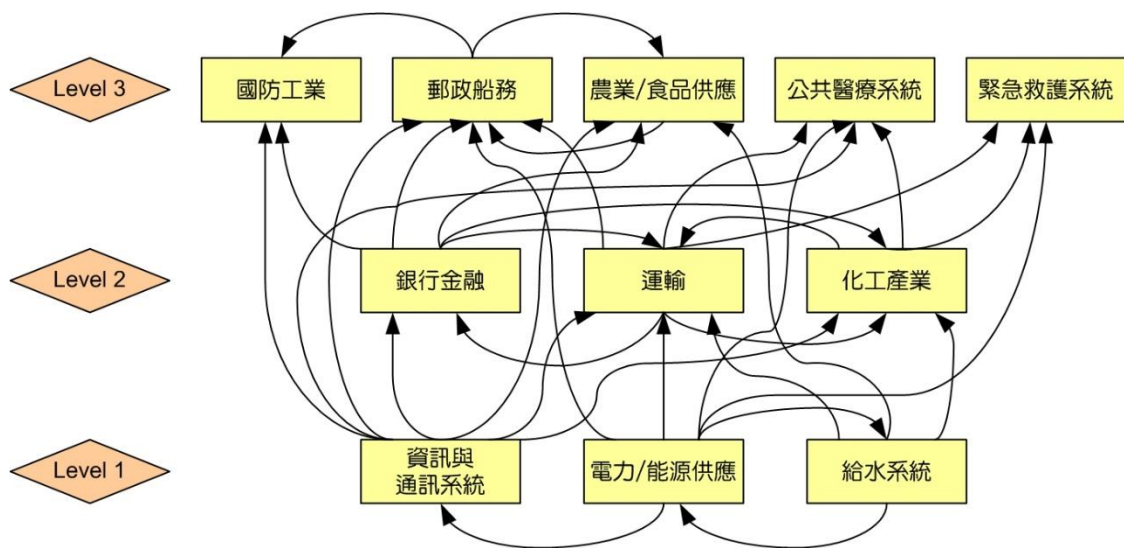 Level 3
國防工業
郵政船務
農業/食品供應
公共醫療系統
緊急救護系統
Level 2
銀行金融
運輸
化工產業
Level 1
資訊與
通訊系統
電力/能源供應
給水系統